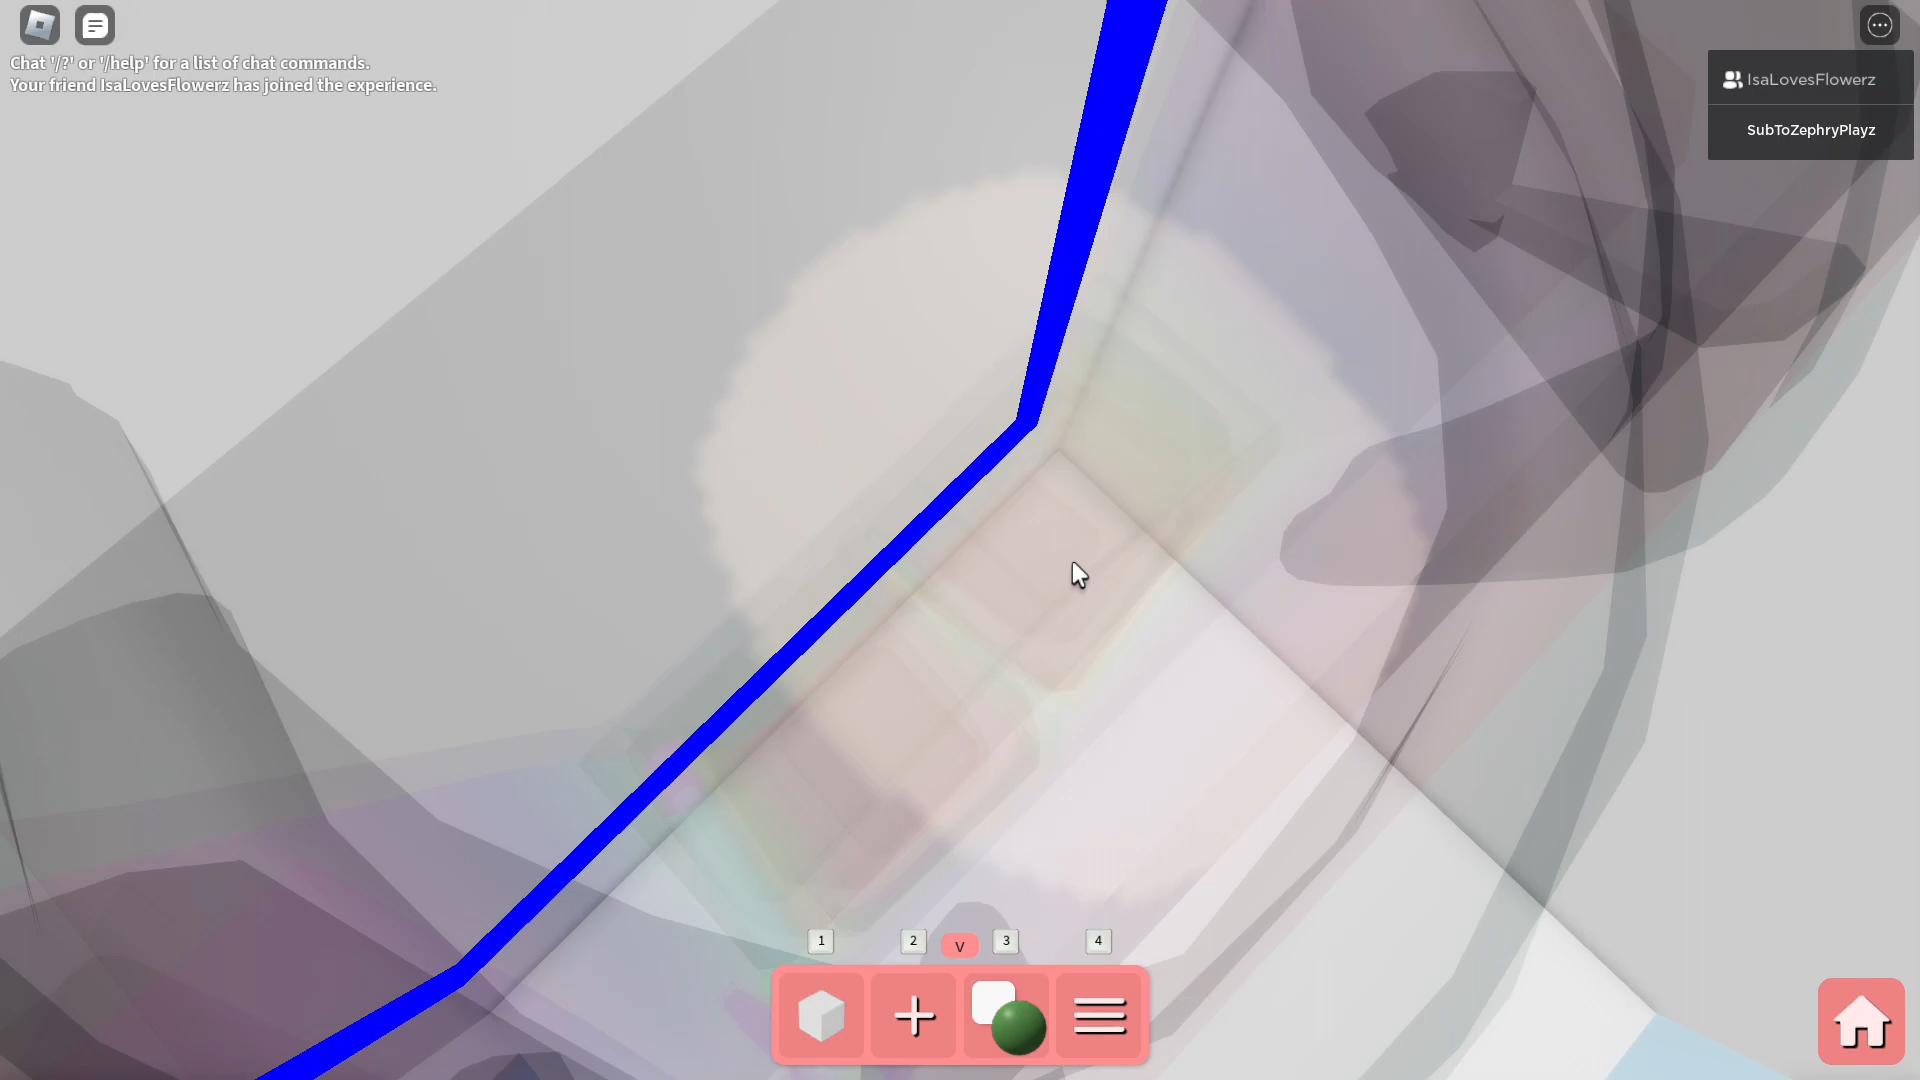 Chat '/?' or '/help' for a list of chat commands.
Your friend IsaLovesFlowerz has joined the experience.
IsaLovesFlowerz
SubToZephryPlayz
1
2
v
3
4